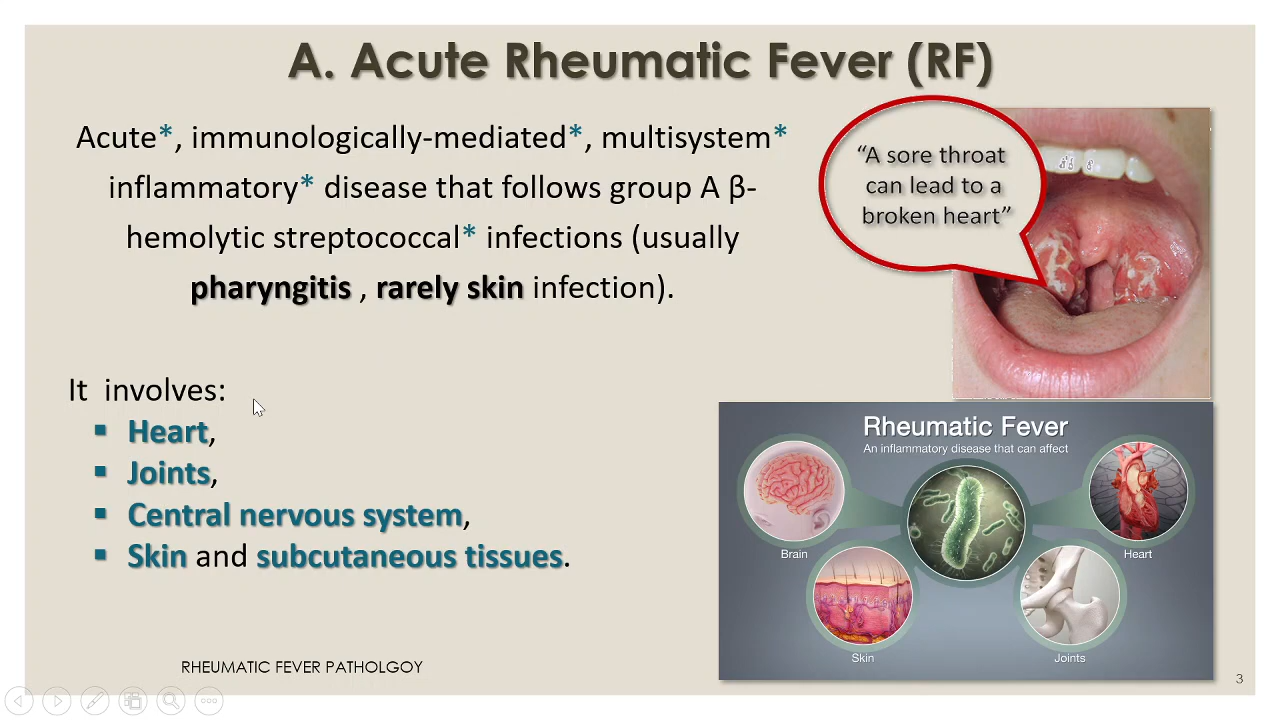 A. Acute Rheumatic Fever (RF)
Acute*, immunologically-mediated*, multisystem*
inflammatory* disease that follows group A β-
hemolytic streptococcal* infections (usually
pharyngitis , rarely skin infection).
“A sore throat
can lead to a
broken heart”
It involves:
▪ Heart,
▪ Joints,
▪ Central nervous system,
▪ Skin and subcutaneous tissues.
Rheumatic Fever
An inflammatory disease that can affect
Brain
Heart
Skin
Joints
RHEUMATIC FEVER PATHOLGOY
3